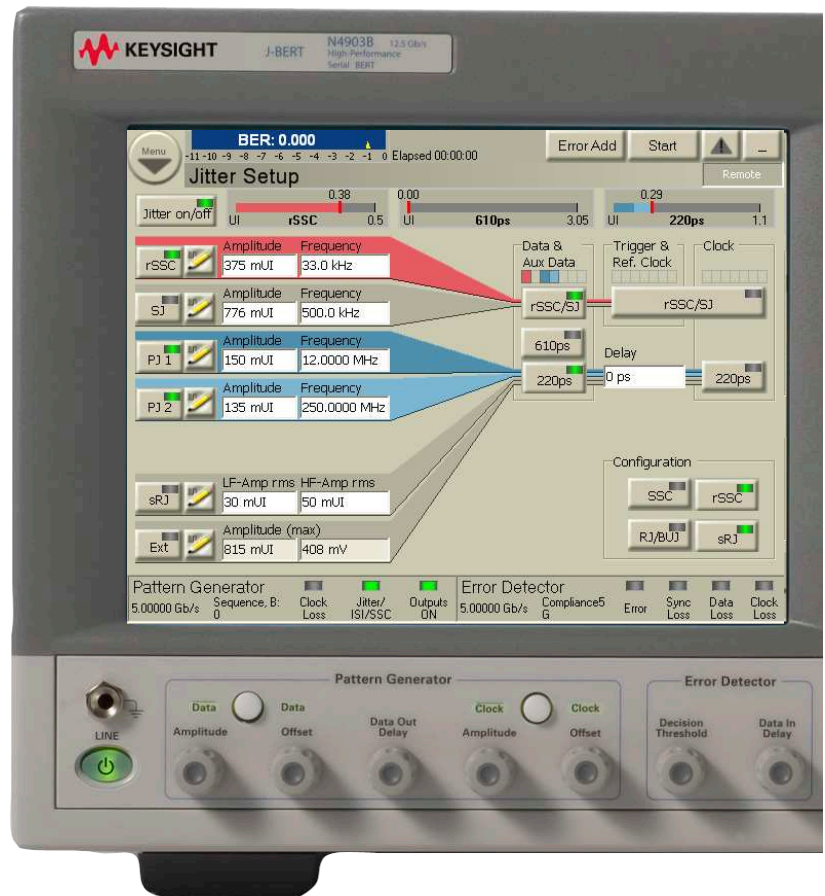 KEYSIGHT J-BERT N4903B 12.5 Gb/s
High-Performance
Serial BERT
Menu
BER: 0.000
-11 -10 -9 -8 -7 -6 -5 -4 -3 -2 -1 0 Elapsed 00:00:00
Error Add Start _
Jitter Setup
Remote
Jitter on/off
0.38
UI rSSC 0.5
0.00
UI 610ps 3.05
0.29
UI 220ps 1.1
rSSC
Amplitude Frequency
375 mUI 33.0 kHz
SJ
Amplitude Frequency
776 mUI 500.0 kHz
PJ 1
Amplitude Frequency
150 mUI 12.0000 MHz
PJ 2
Amplitude Frequency
135 mUI 250.0000 MHz
sRJ
LF-Amp rms HF-Amp rms
30 mUI 50 mUI
Ext
Amplitude (max)
815 mUI 408 mV
Data &
Aux Data
Trigger &
Ref. Clock
Clock
rSSC/SJ
rSSC/SJ
610ps
Delay
220ps
0 ps
220ps
Configuration
SSC rSSC
RJ/BUJ sRJ
Pattern Generator
5.00000 Gb/s
Sequence, B:
0
Clock
Loss
Jitter/
ISI/SSC
Outputs
ON
Error Detector
5.00000 Gb/s
Compliance5
G
Error
Sync
Loss
Data
Loss
Clock
Loss
LINE
Pattern Generator
Data Data
Amplitude
Offset
Data Out
Delay
Clock Clock
Amplitude
Offset
Error Detector
Decision
Threshold
Data In
Delay